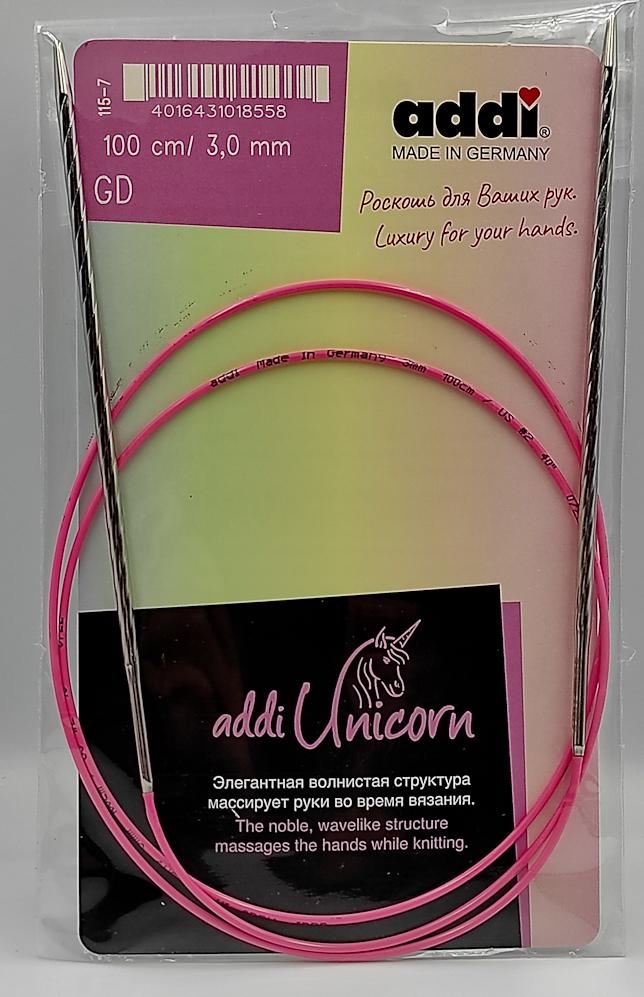 115-7
4016431018558
100 cm/ 3,0 mm
GD
addi®
MADE IN GERMANY
Роскошь для Ваших рук.
Luxury for your hands.
addi Made In Germany 3mm 100cm / US #2 40"
addi Unicorn
Элегантная волнистая структура
массирует руки во время вязания.
The noble, wavelike structure
massages the hands while knitting.